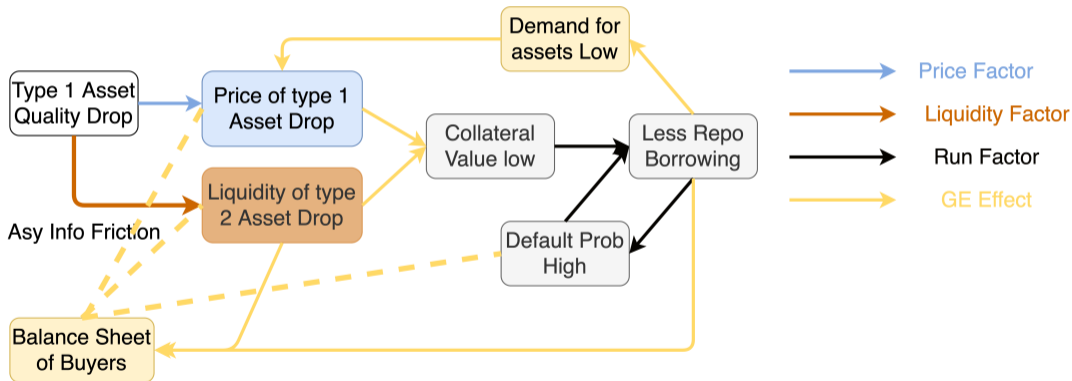 Demand for
assets Low
Type 1 Asset
Quality Drop
Price of type 1
Asset Drop
Collateral
Value low
Less Repo
Borrowing
Liquidity of type
2 Asset Drop
Asy Info Friction
Default Prob
High
Balance Sheet
of Buyers
Price Factor
Liquidity Factor
Run Factor
GE Effect